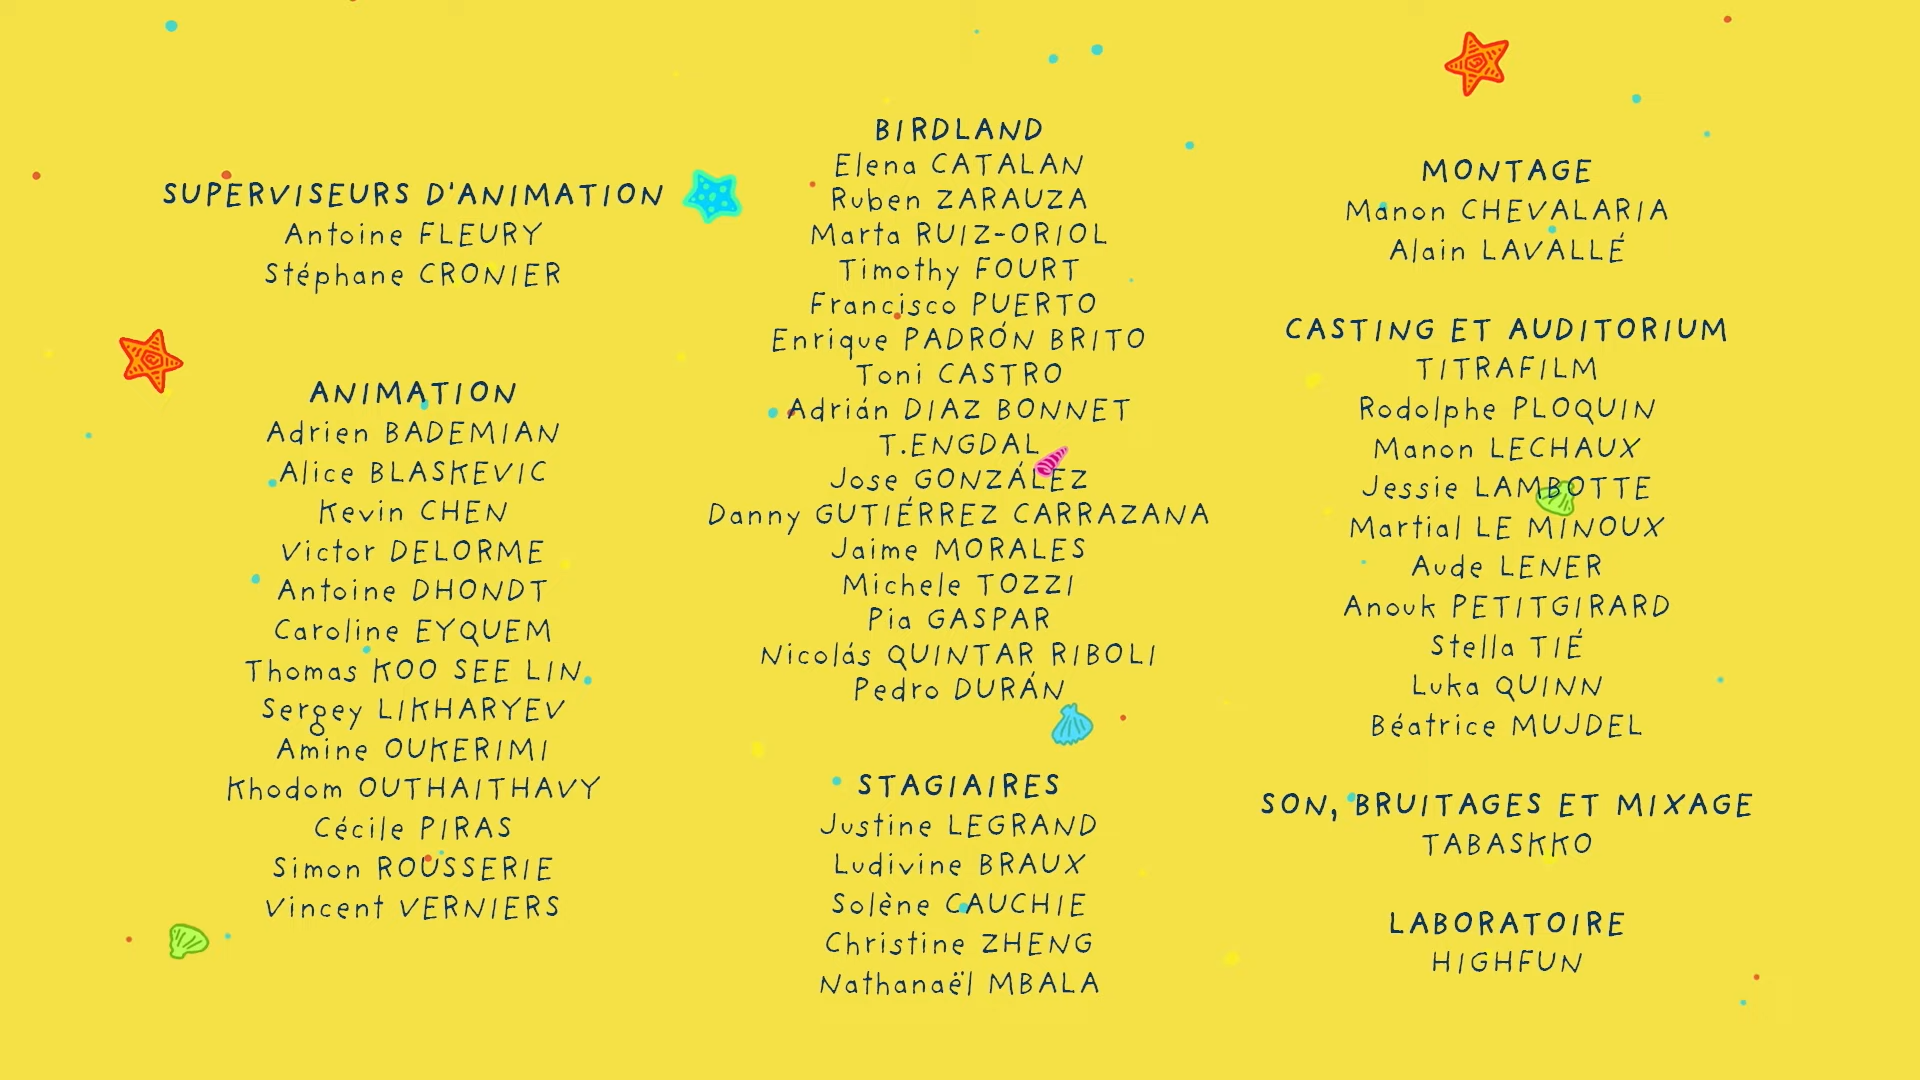 SUPERVISEURS D'ANIMATION
Antoine FLEURY
Stéphane CRONIER
ANIMATION
Adrien BADEMIAN
Alice BLASKEVIC
Kevin CHEN
Victor DELORME
Antoine DHONDT
Caroline EYQUEM
Thomas KOO SEE LIN
Sergey LIKHARYEV
Amine OUKERIMI
Khodom OUTHAITHAVY
Cécile PIRAS
Simon ROUSSERIE
Vincent VERNIERS
BIRDLAND
Elena CATALAN
Ruben ZARAUZA
Marta RUIZ-ORIOL
Timothy FOURT
Francisco PUERTO
Enrique PADRÓN BRITO
Toni CASTRO
Adrián DIAZ BONNET
T.ENGDAL
Jose GONZÁLEZ
Danny GUTIÉRREZ CARRAZANA
Jaime MORALES
Michele TOZZI
Pia GASPAR
Nicolás QUINTAR RIBOLI
Pedro DURÁN
STAGIAIRES
Justine LEGRAND
Ludivine BRAUX
Solène CAUCHIE
Christine ZHENG
Nathanaël MBALA
MONTAGE
Manon CHEVALARIA
Alain LAVALLÉ
CASTING ET AUDITORIUM
TITRAFILM
Rodolphe PLOQUIN
Manon LECHAUX
Jessie LAMBOTTE
Martial LE MINOUX
Aude LENER
Anouk PETITGIRARD
Stella TIÉ
Luka QUINN
Béatrice MUJDEL
SON, BRUITAGES ET MIXAGE
TABASKKO
LABORATOIRE
HIGHFUN